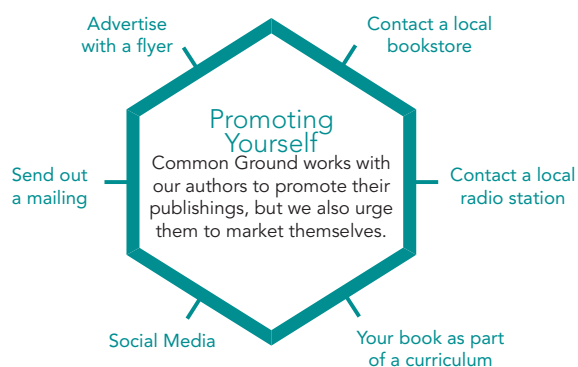 Advertise
with a flyer
Contact a local
bookstore
Promoting
Yourself
Common Ground works with
our authors to promote their
publishings, but we also urge
them to market themselves.
Send out
a mailing
Contact a local
radio station
Social Media
Your book as part
of a curriculum